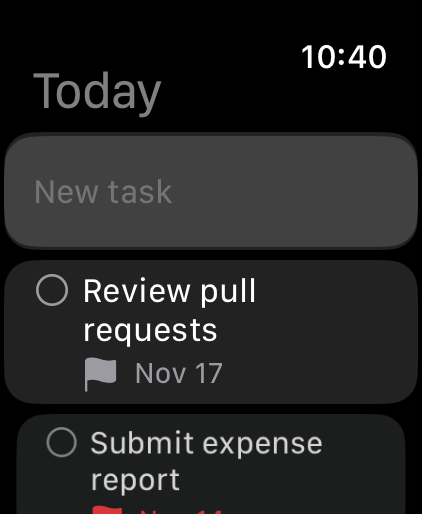 10:40
Today
New task
Review pull
requests
Nov 17
Submit expense
report